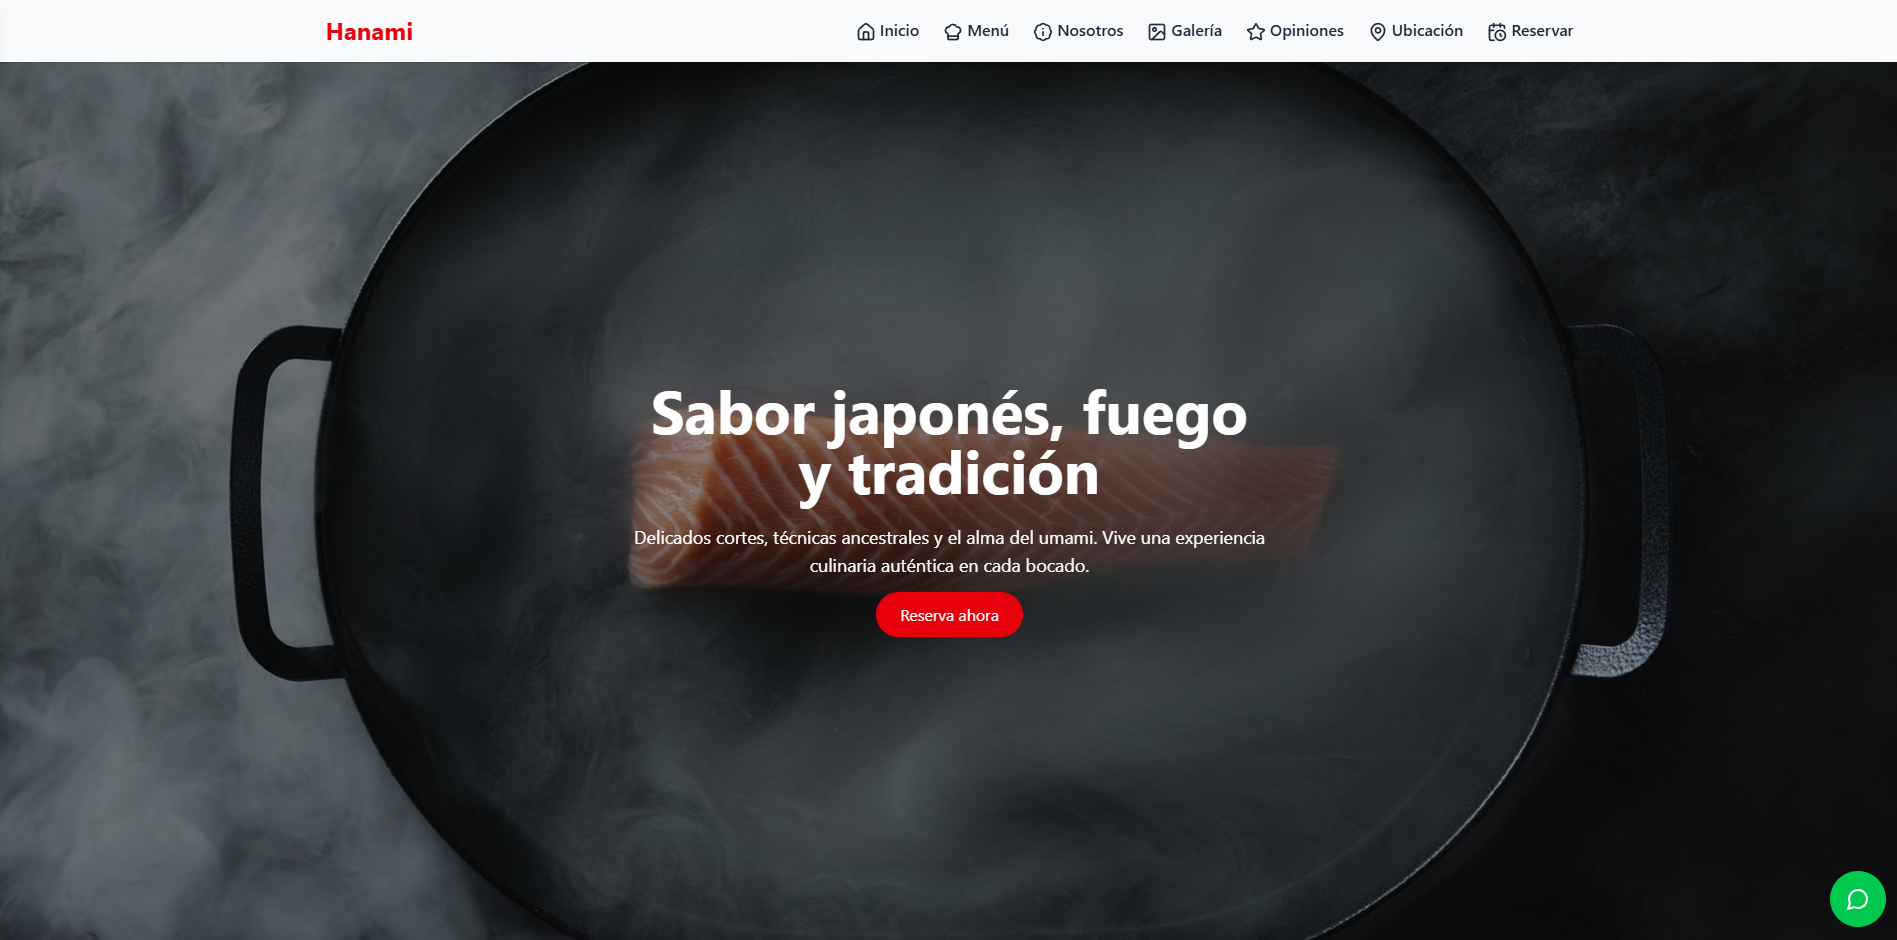 Hanami
Inicio Menú Nosotros Galería Opiniones Ubicación Reservar
Sabor japonés, fuego
y tradición
Delicados cortes, técnicas ancestrales y el alma del umami. Vive una experiencia
culinaria auténtica en cada bocado.
Reserva ahora